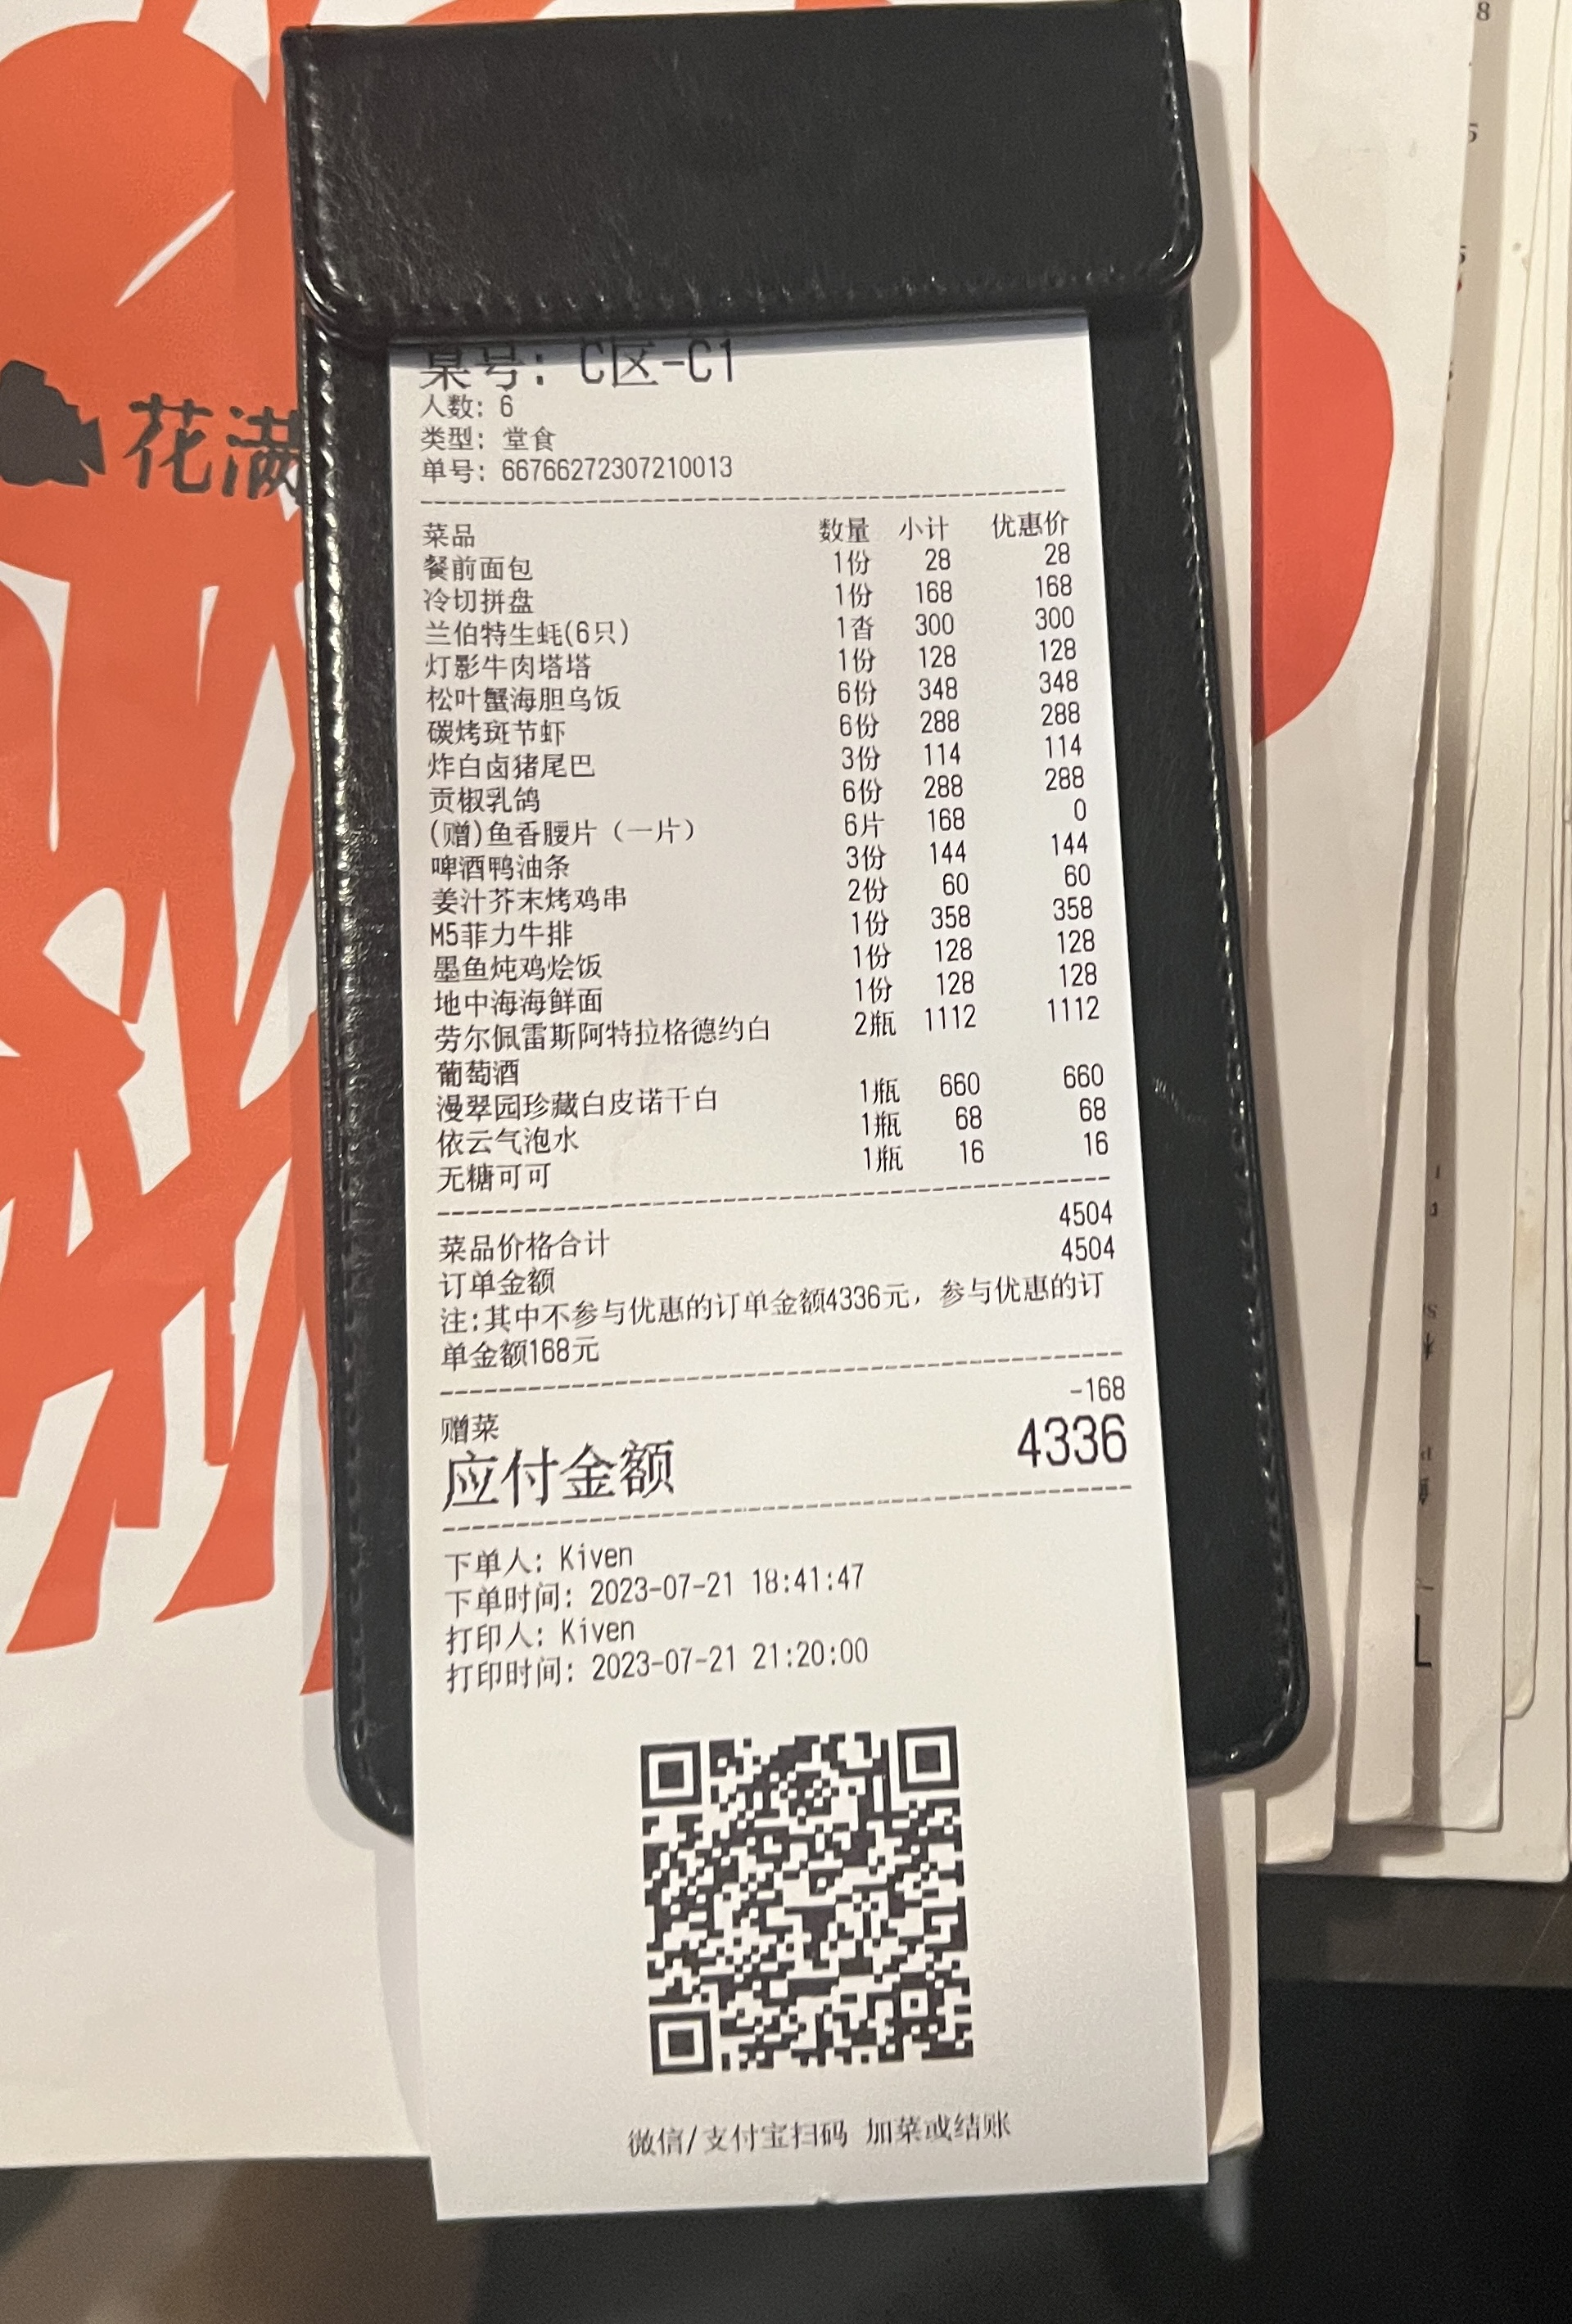 花满
桌号: C区-C1
人数: 6
类型: 堂食
单号: 66766272307210013
菜品 数量 小计 优惠价
餐前面包 1份 28 28
冷切拼盘 1份 168 168
兰伯特生蚝(6只) 1沓 300 300
灯影牛肉塔塔 1份 128 128
松叶蟹海胆乌饭 6份 348 348
碳烤斑节虾 6份 288 288
炸白卤猪尾巴 3份 114 114
贡椒乳鸽 6份 288 288
(赠)鱼香腰片（一片） 6片 168 0
啤酒鸭油条 3份 144 144
姜汁芥末烤鸡串 2份 60 60
M5菲力牛排 1份 358 358
墨鱼炖鸡烩饭 1份 128 128
地中海海鲜面 1份 128 128
劳尔佩雷斯阿特拉格德约白 2瓶 1112 1112
葡萄酒
漫翠园珍藏白皮诺干白 1瓶 660 660
依云气泡水 1瓶 68 68
无糖可可 1瓶 16 16
菜品价格合计 4504
订单金额 4504
注:其中不参与优惠的订单金额4336元，参与优惠的订
单金额168元
赠菜 -168
应付金额 4336
下单人: Kiven
下单时间: 2023-07-21 18:41:47
打印人: Kiven
打印时间: 2023-07-21 21:20:00
微信/支付宝扫码 加菜或结账